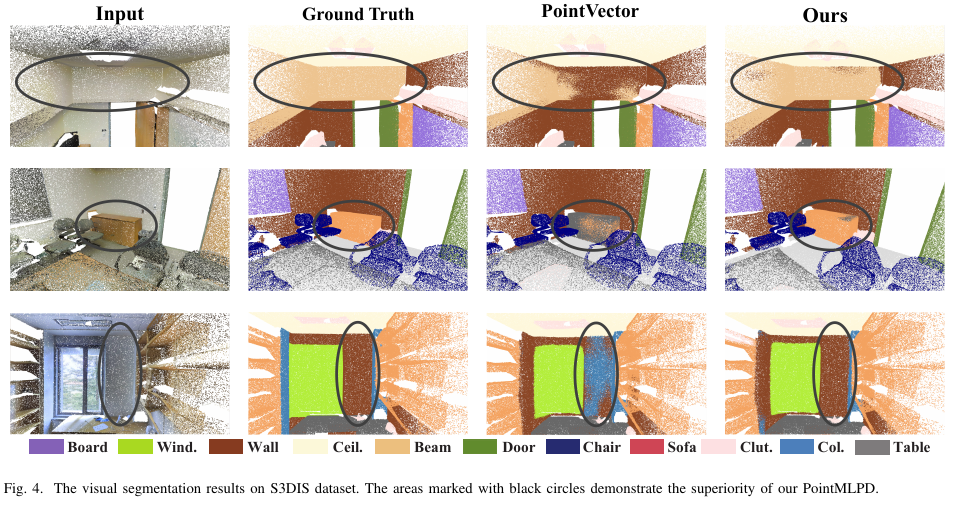 Input Ground Truth PointVector Ours
Board Wind. Wall Ceil. Beam Door Chair Sofa Clut. Col. Table
Fig. 4. The visual segmentation results on S3DIS dataset. The areas marked with black circles demonstrate the superiority of our PointMLPD.